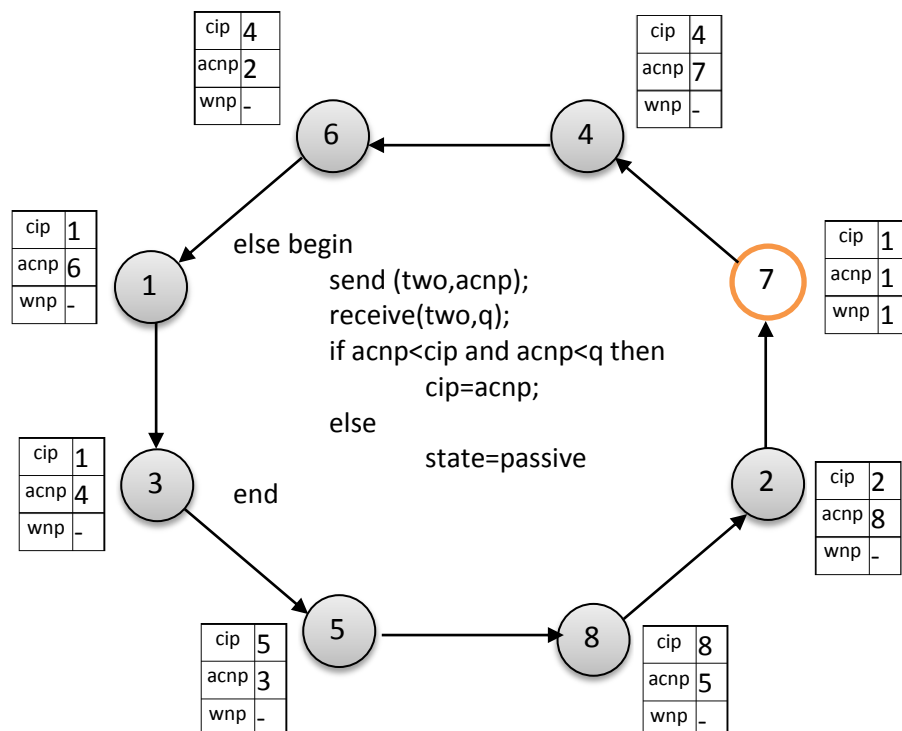 cip 4
acnp 2
wnp -
cip 4
acnp 7
wnp -
6
4
cip 1
acnp 6
wnp -
1
cip 1
acnp 1
wnp 1
7
else begin
send (two,acnp);
receive(two,q);
if acnp<cip and acnp<q then
cip=acnp;
else
state=passive
end
cip 1
acnp 4
wnp -
3
2
cip 2
acnp 8
wnp -
5
8
cip 5
acnp 3
wnp -
cip 8
acnp 5
wnp -